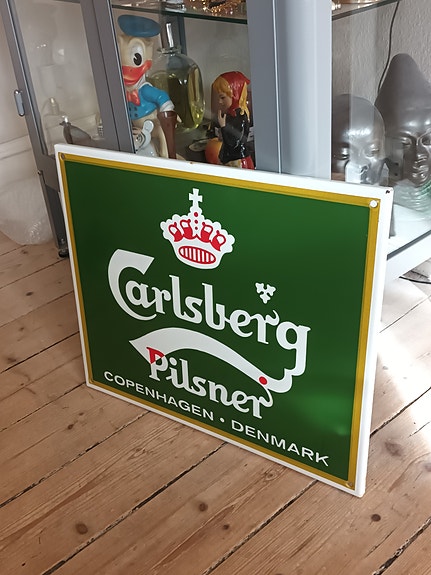 Carlsberg
Pilsner
COPENHAGEN • DENMARK